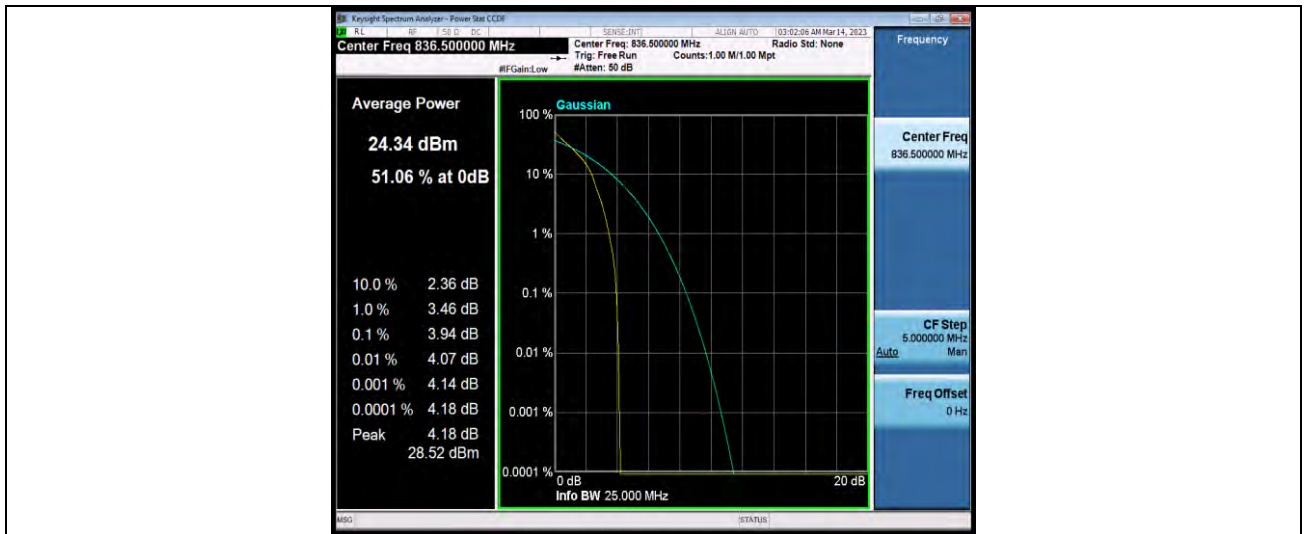 Keysight Spectrum Analyzer - Power Stat CCDF
RL RF 50 Ω DC SENSE:INT ALIGN AUTO 03:02:06 AM Mar 14, 2023
Center Freq 836.500000 MHz
Center Freq: 836.500000 MHz Radio Std: None
Trig: Free Run Counts:1.00 M/1.00 Mpt
#IFGain:Low #Atten: 50 dB
Average Power
24.34 dBm
51.06 % at 0dB
10.0 % 2.36 dB
1.0 % 3.46 dB
0.1 % 3.94 dB
0.01 % 4.07 dB
0.001 % 4.14 dB
0.0001 % 4.18 dB
Peak 4.18 dB
28.52 dBm
Gaussian
100 %
10 %
1 %
0.1 %
0.01 %
0.001 %
0.0001 %
0 dB 20 dB
Info BW 25.000 MHz
Frequency
Center Freq
836.500000 MHz
CF Step
5.000000 MHz
Auto Man
Freq Offset
0 Hz
MSG STATUS